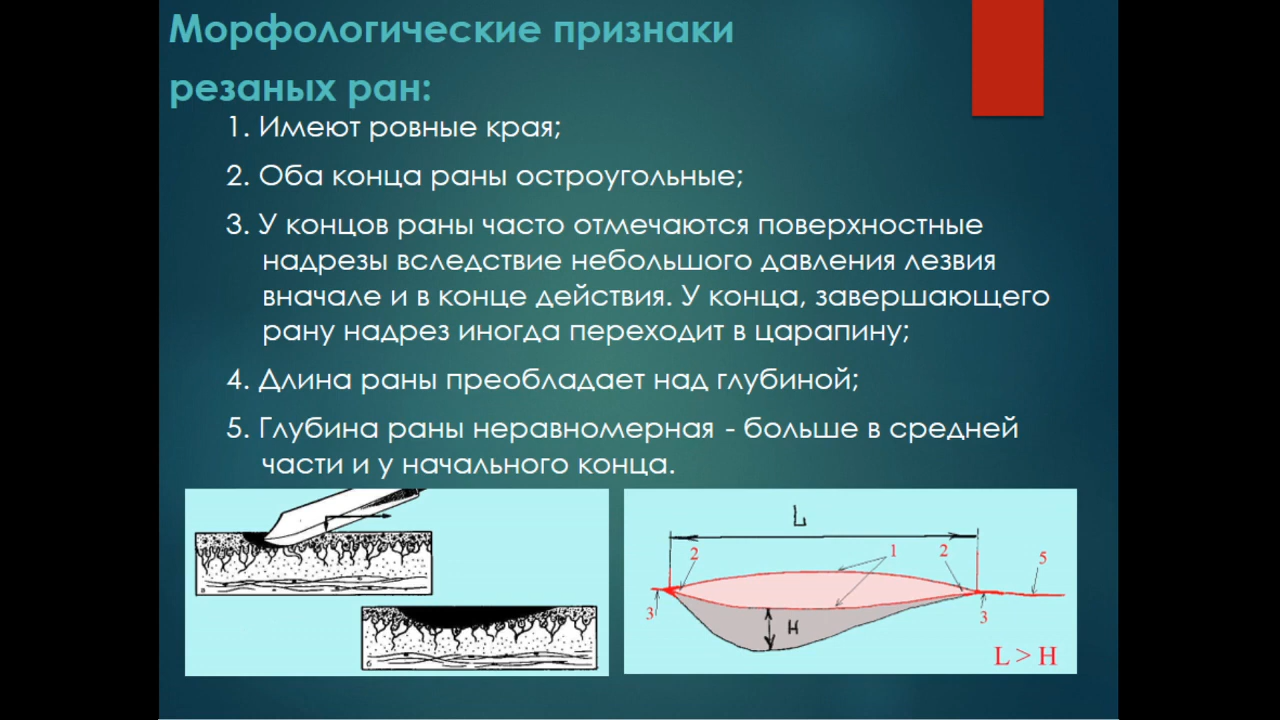 Морфологические признаки
резаных ран:
1. Имеют ровные края;
2. Оба конца раны остроугольные;
3. У концов раны часто отмечаются поверхностные
надрезы вследствие небольшого давления лезвия
вначале и в конце действия. У конца, завершающего
рану надрез иногда переходит в царапину;
4. Длина раны преобладает над глубиной;
5. Глубина раны неравномерная - больше в средней
части и у начального конца.
L
2
1
2
5
3
H
3
L > H
а
б